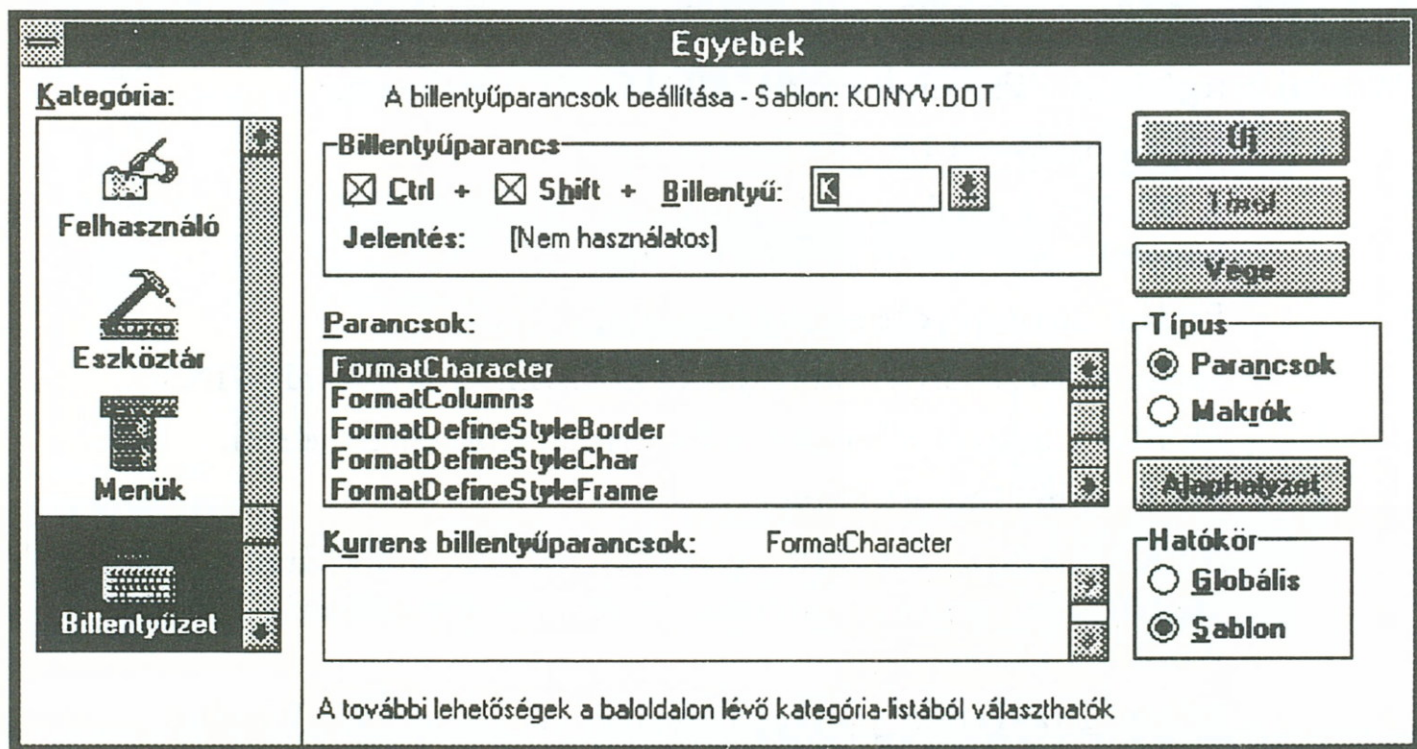 Egyebek
Kategória:
Felhasználó
Eszköztár
Menük
Billentyűzet
A billentyűparancsok beállítása - Sablon: KONYV.DOT
Billentyűparancs
Ctrl + Shift + Billentyű: K
Jelentés: [Nem használatos]
Parancsok:
FormatCharacter
FormatColumns
FormatDefineStyleBorder
FormatDefineStyleChar
FormatDefineStyleFrame
Kurrens billentyűparancsok: FormatCharacter
A további lehetőségek a baloldalon lévő kategória-listából választhatók
Új
Töröl
Vége
Típus
Parancsok
Makrók
Alaphelyzet
Hatókör
Globális
Sablon